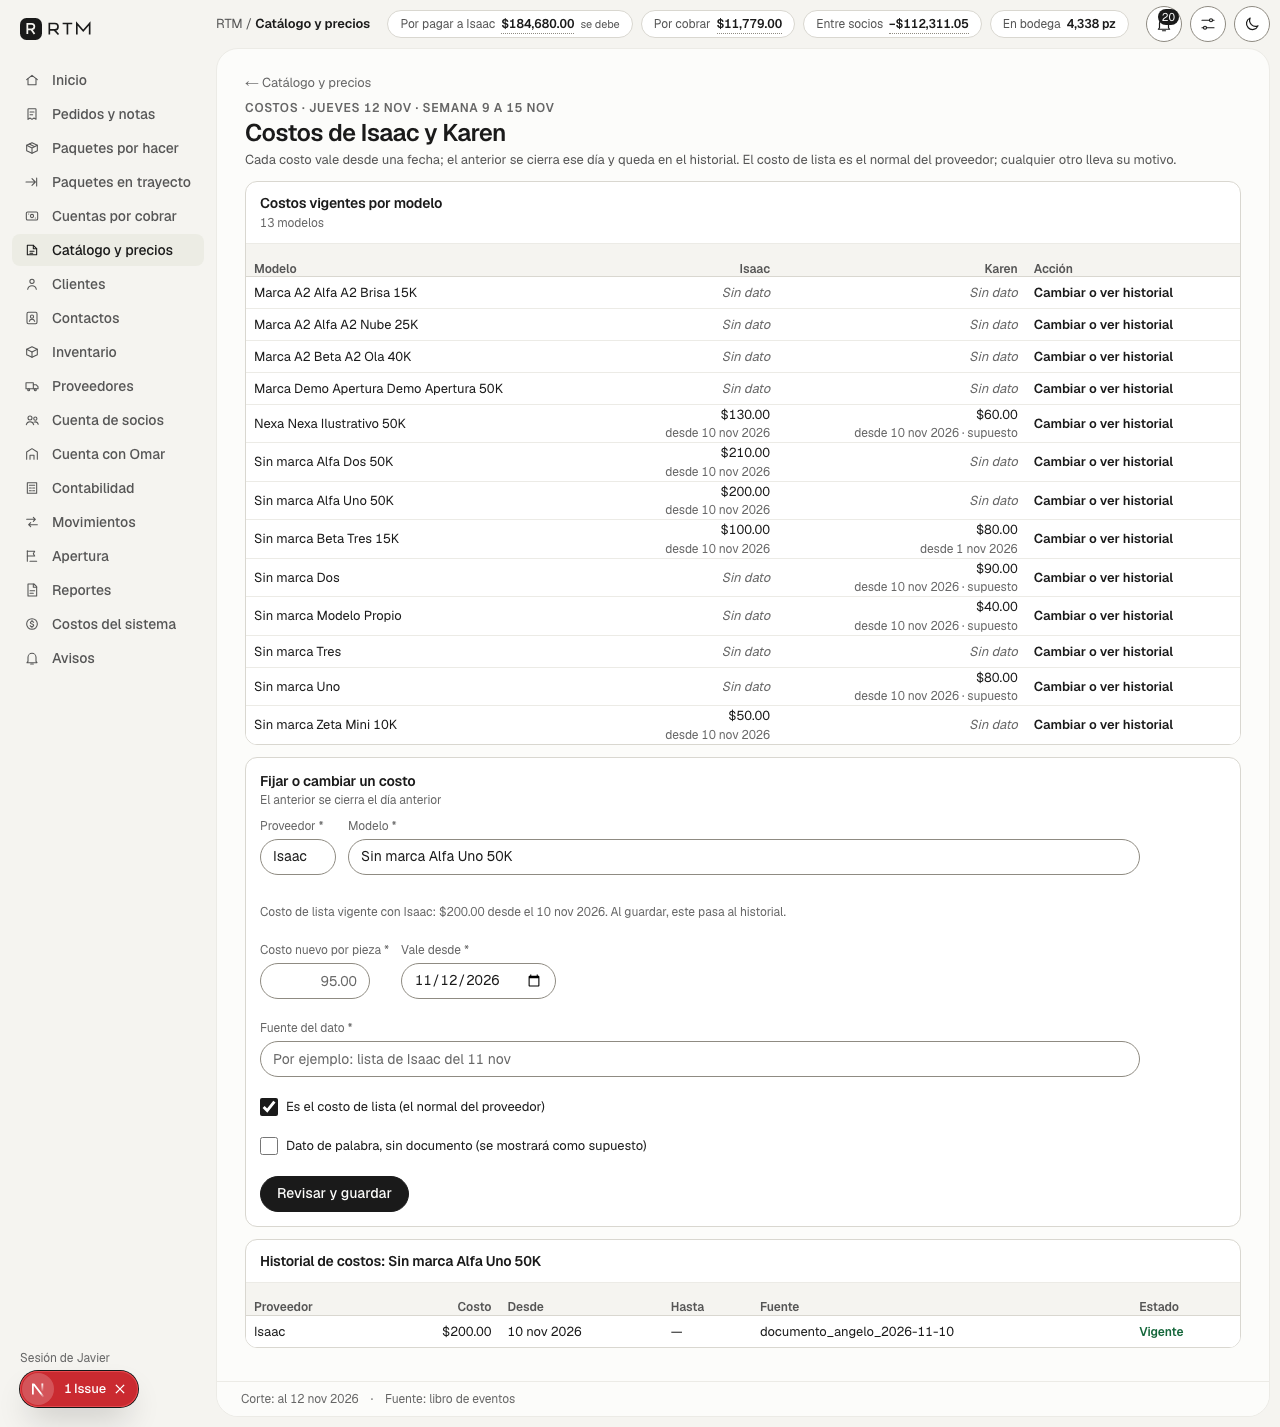 R RTM
RTM / Catálogo y precios
Por pagar a Isaac $184,680.00 se debe
Por cobrar $11,779.00
Entre socios −$112,311.05
En bodega 4,338 pz
20
Inicio
Pedidos y notas
Paquetes por hacer
Paquetes en trayecto
Cuentas por cobrar
Catálogo y precios
Clientes
Contactos
Inventario
Proveedores
Cuenta de socios
Cuenta con Omar
Contabilidad
Movimientos
Apertura
Reportes
Costos del sistema
Avisos
Sesión de Javier
N 1 Issue ×
← Catálogo y precios
COSTOS · JUEVES 12 NOV · SEMANA 9 A 15 NOV
Costos de Isaac y Karen
Cada costo vale desde una fecha; el anterior se cierra ese día y queda en el historial. El costo de lista es el normal del proveedor; cualquier otro lleva su motivo.
Costos vigentes por modelo
13 modelos
Modelo Isaac Karen Acción
Marca A2 Alfa A2 Brisa 15K Sin dato Sin dato Cambiar o ver historial
Marca A2 Alfa A2 Nube 25K Sin dato Sin dato Cambiar o ver historial
Marca A2 Beta A2 Ola 40K Sin dato Sin dato Cambiar o ver historial
Marca Demo Apertura Demo Apertura 50K Sin dato Sin dato Cambiar o ver historial
Nexa Nexa Ilustrativo 50K $130.00 $60.00 Cambiar o ver historial
desde 10 nov 2026 desde 10 nov 2026 · supuesto
Sin marca Alfa Dos 50K $210.00 Sin dato Cambiar o ver historial
desde 10 nov 2026
Sin marca Alfa Uno 50K $200.00 Sin dato Cambiar o ver historial
desde 10 nov 2026
Sin marca Beta Tres 15K $100.00 $80.00 Cambiar o ver historial
desde 10 nov 2026 desde 1 nov 2026
Sin marca Dos Sin dato $90.00 Cambiar o ver historial
desde 10 nov 2026 · supuesto
Sin marca Modelo Propio Sin dato $40.00 Cambiar o ver historial
desde 10 nov 2026 · supuesto
Sin marca Tres Sin dato Sin dato Cambiar o ver historial
Sin marca Uno Sin dato $80.00 Cambiar o ver historial
desde 10 nov 2026 · supuesto
Sin marca Zeta Mini 10K $50.00 Sin dato Cambiar o ver historial
desde 10 nov 2026
Fijar o cambiar un costo
El anterior se cierra el día anterior
Proveedor * Modelo *
Isaac Sin marca Alfa Uno 50K
Costo de lista vigente con Isaac: $200.00 desde el 10 nov 2026. Al guardar, este pasa al historial.
Costo nuevo por pieza * Vale desde *
95.00 11/12/2026
Fuente del dato *
Por ejemplo: lista de Isaac del 11 nov
Es el costo de lista (el normal del proveedor)
Dato de palabra, sin documento (se mostrará como supuesto)
Revisar y guardar
Historial de costos: Sin marca Alfa Uno 50K
Proveedor Costo Desde Hasta Fuente Estado
Isaac $200.00 10 nov 2026 — documento_angelo_2026-11-10 Vigente
Corte: al 12 nov 2026 · Fuente: libro de eventos